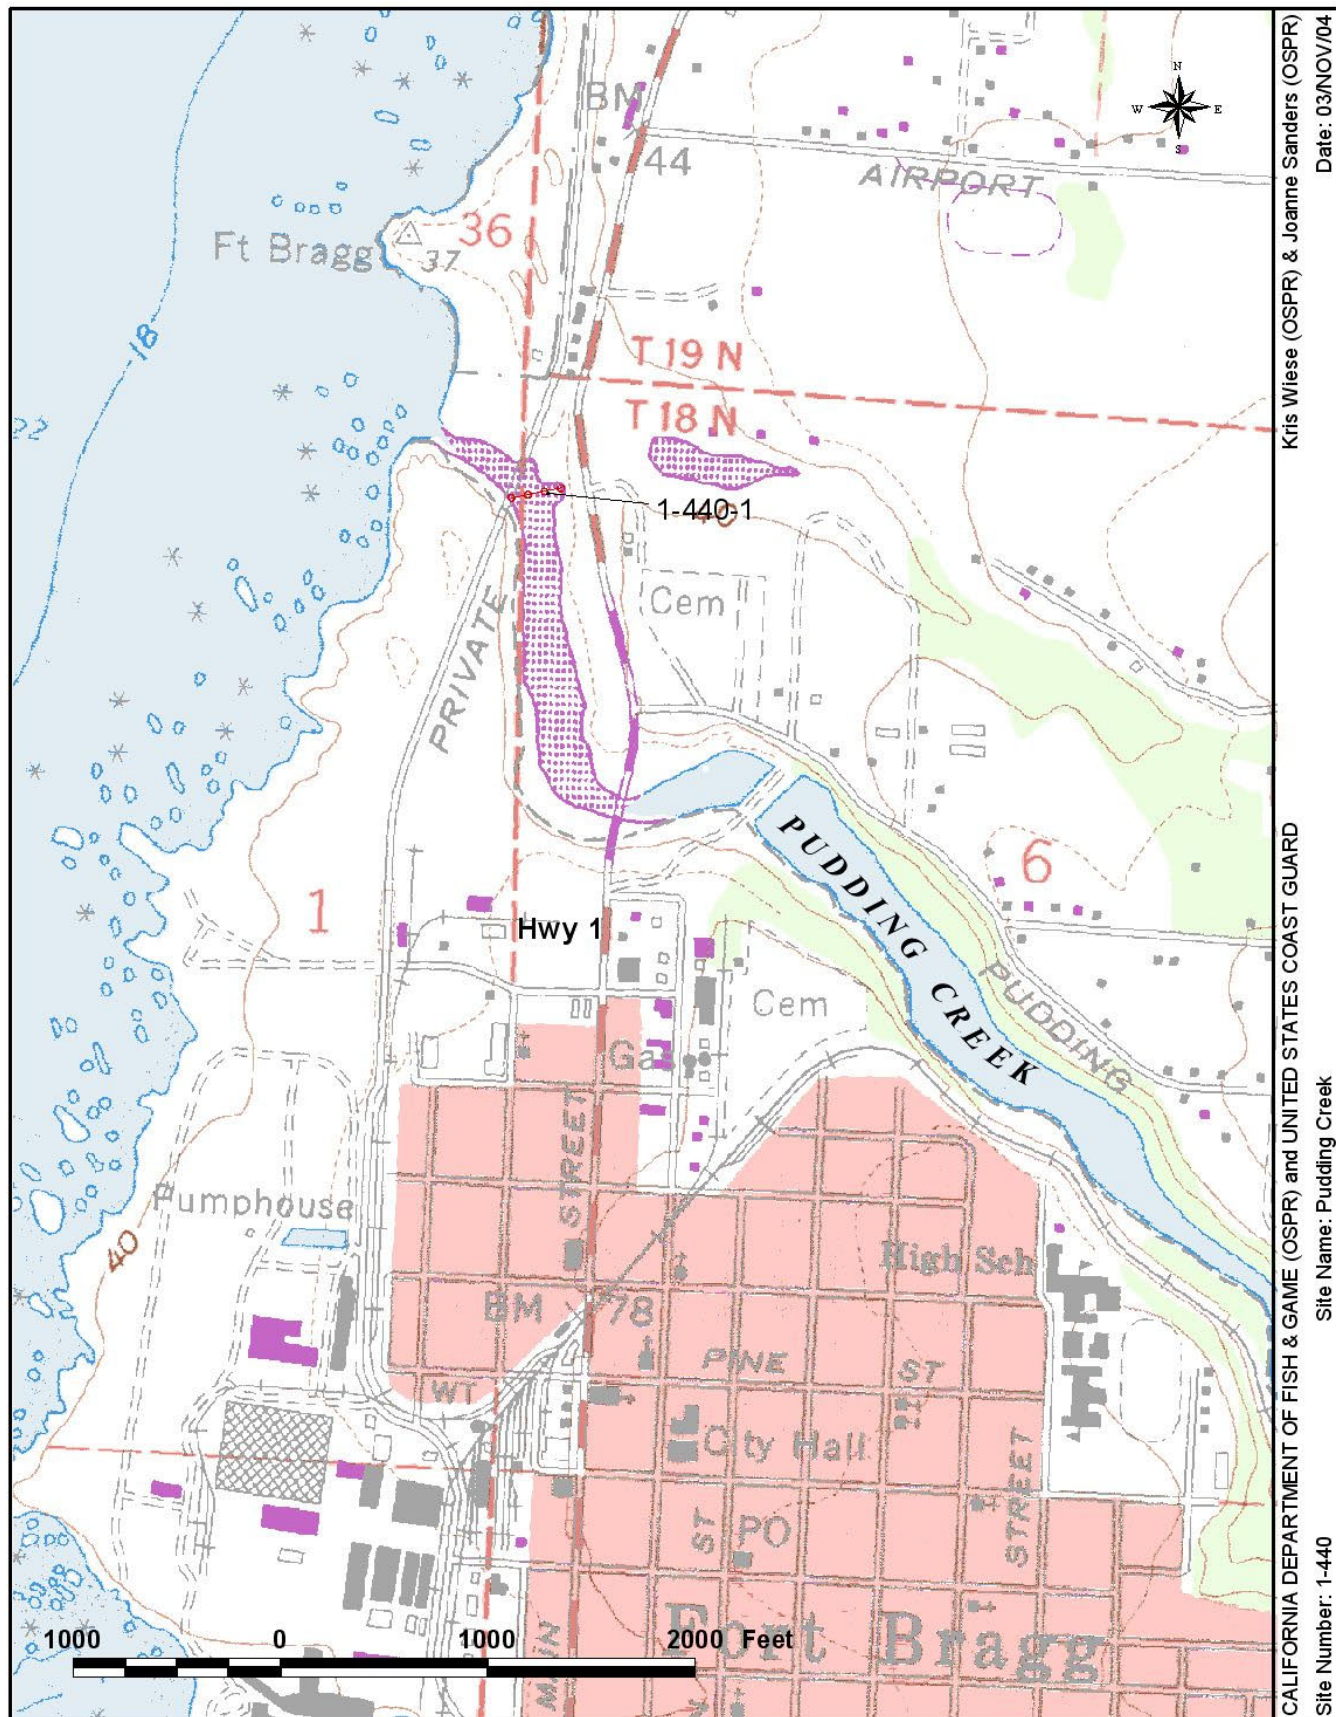 N
W E
S
BM
44
AIRPORT
Ft Bragg
37
36
18
T 19 N
T 18 N
22
1-440-1
40
Cem
PRIVATE
PUDDING CREEK
6
1
Hwy 1
PUDDING
Cem
Gas
STREET
Pumphouse
40
High Sch
BM
78
PINE ST
WT
City Hall
ST
PO
STREET
MAIN
Fort Bragg
1000 0 1000 2000 Feet
CALIFORNIA DEPARTMENT OF FISH & GAME (OSPR) and UNITED STATES COAST GUARD
Kris Wiese (OSPR) & Joanne Sanders (OSPR)
Site Number: 1-440
Site Name: Pudding Creek
Date: 03/NOV/04